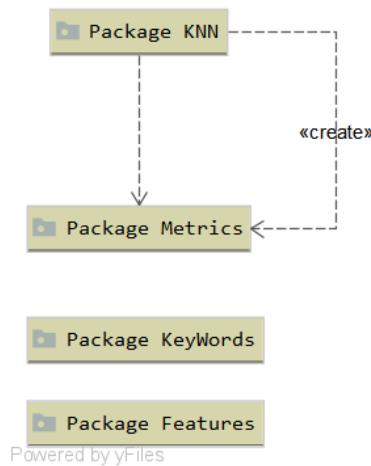 Package KNN
«create»
Package Metrics
Package KeyWords
Package Features
Powered by yFiles